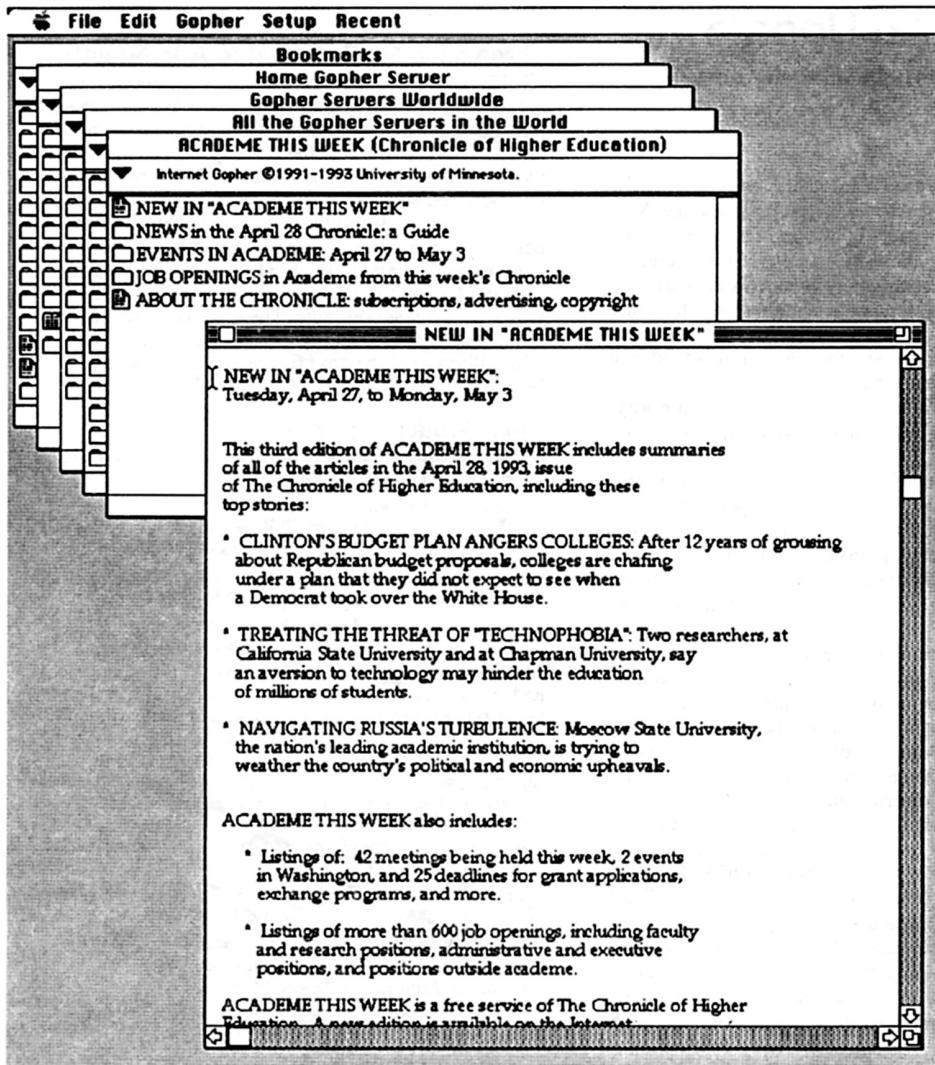 File Edit Gopher Setup Recent
Bookmarks
Home Gopher Server
Gopher Servers Worldwide
All the Gopher Servers in the World
ACADEME THIS WEEK (Chronicle of Higher Education)
Internet Gopher ©1991-1993 University of Minnesota.
NEW IN "ACADEME THIS WEEK"
NEWS in the April 28 Chronicle: a Guide
EVENTS IN ACADEME: April 27 to May 3
JOB OPENINGS in Academe from this week's Chronicle
ABOUT THE CHRONICLE: subscriptions, advertising, copyright
NEW IN "ACADEME THIS WEEK"
NEW IN "ACADEME THIS WEEK":
Tuesday, April 27, to Monday, May 3
This third edition of ACADEME THIS WEEK includes summaries
of all of the articles in the April 28, 1993, issue
of The Chronicle of Higher Education, including these
top stories:
* CLINTON'S BUDGET PLAN ANGERS COLLEGES: After 12 years of grousing
about Republican budget proposals, colleges are chafing
under a plan that they did not expect to see when
a Democrat took over the White House.
* TREATING THE THREAT OF "TECHNOPHOBIA": Two researchers, at
California State University and at Chapman University, say
an aversion to technology may hinder the education
of millions of students.
* NAVIGATING RUSSIA'S TURBULENCE: Moscow State University,
the nation's leading academic institution, is trying to
weather the country's political and economic upheavals.
ACADEME THIS WEEK also includes:
* Listings of: 42 meetings being held this week, 2 events
in Washington, and 25 deadlines for grant applications,
exchange programs, and more.
* Listings of more than 600 job openings, including faculty
and research positions, administrative and executive
positions, and positions outside academe.
ACADEME THIS WEEK is a free service of The Chronicle of Higher
Education. A new edition is available on the Internet